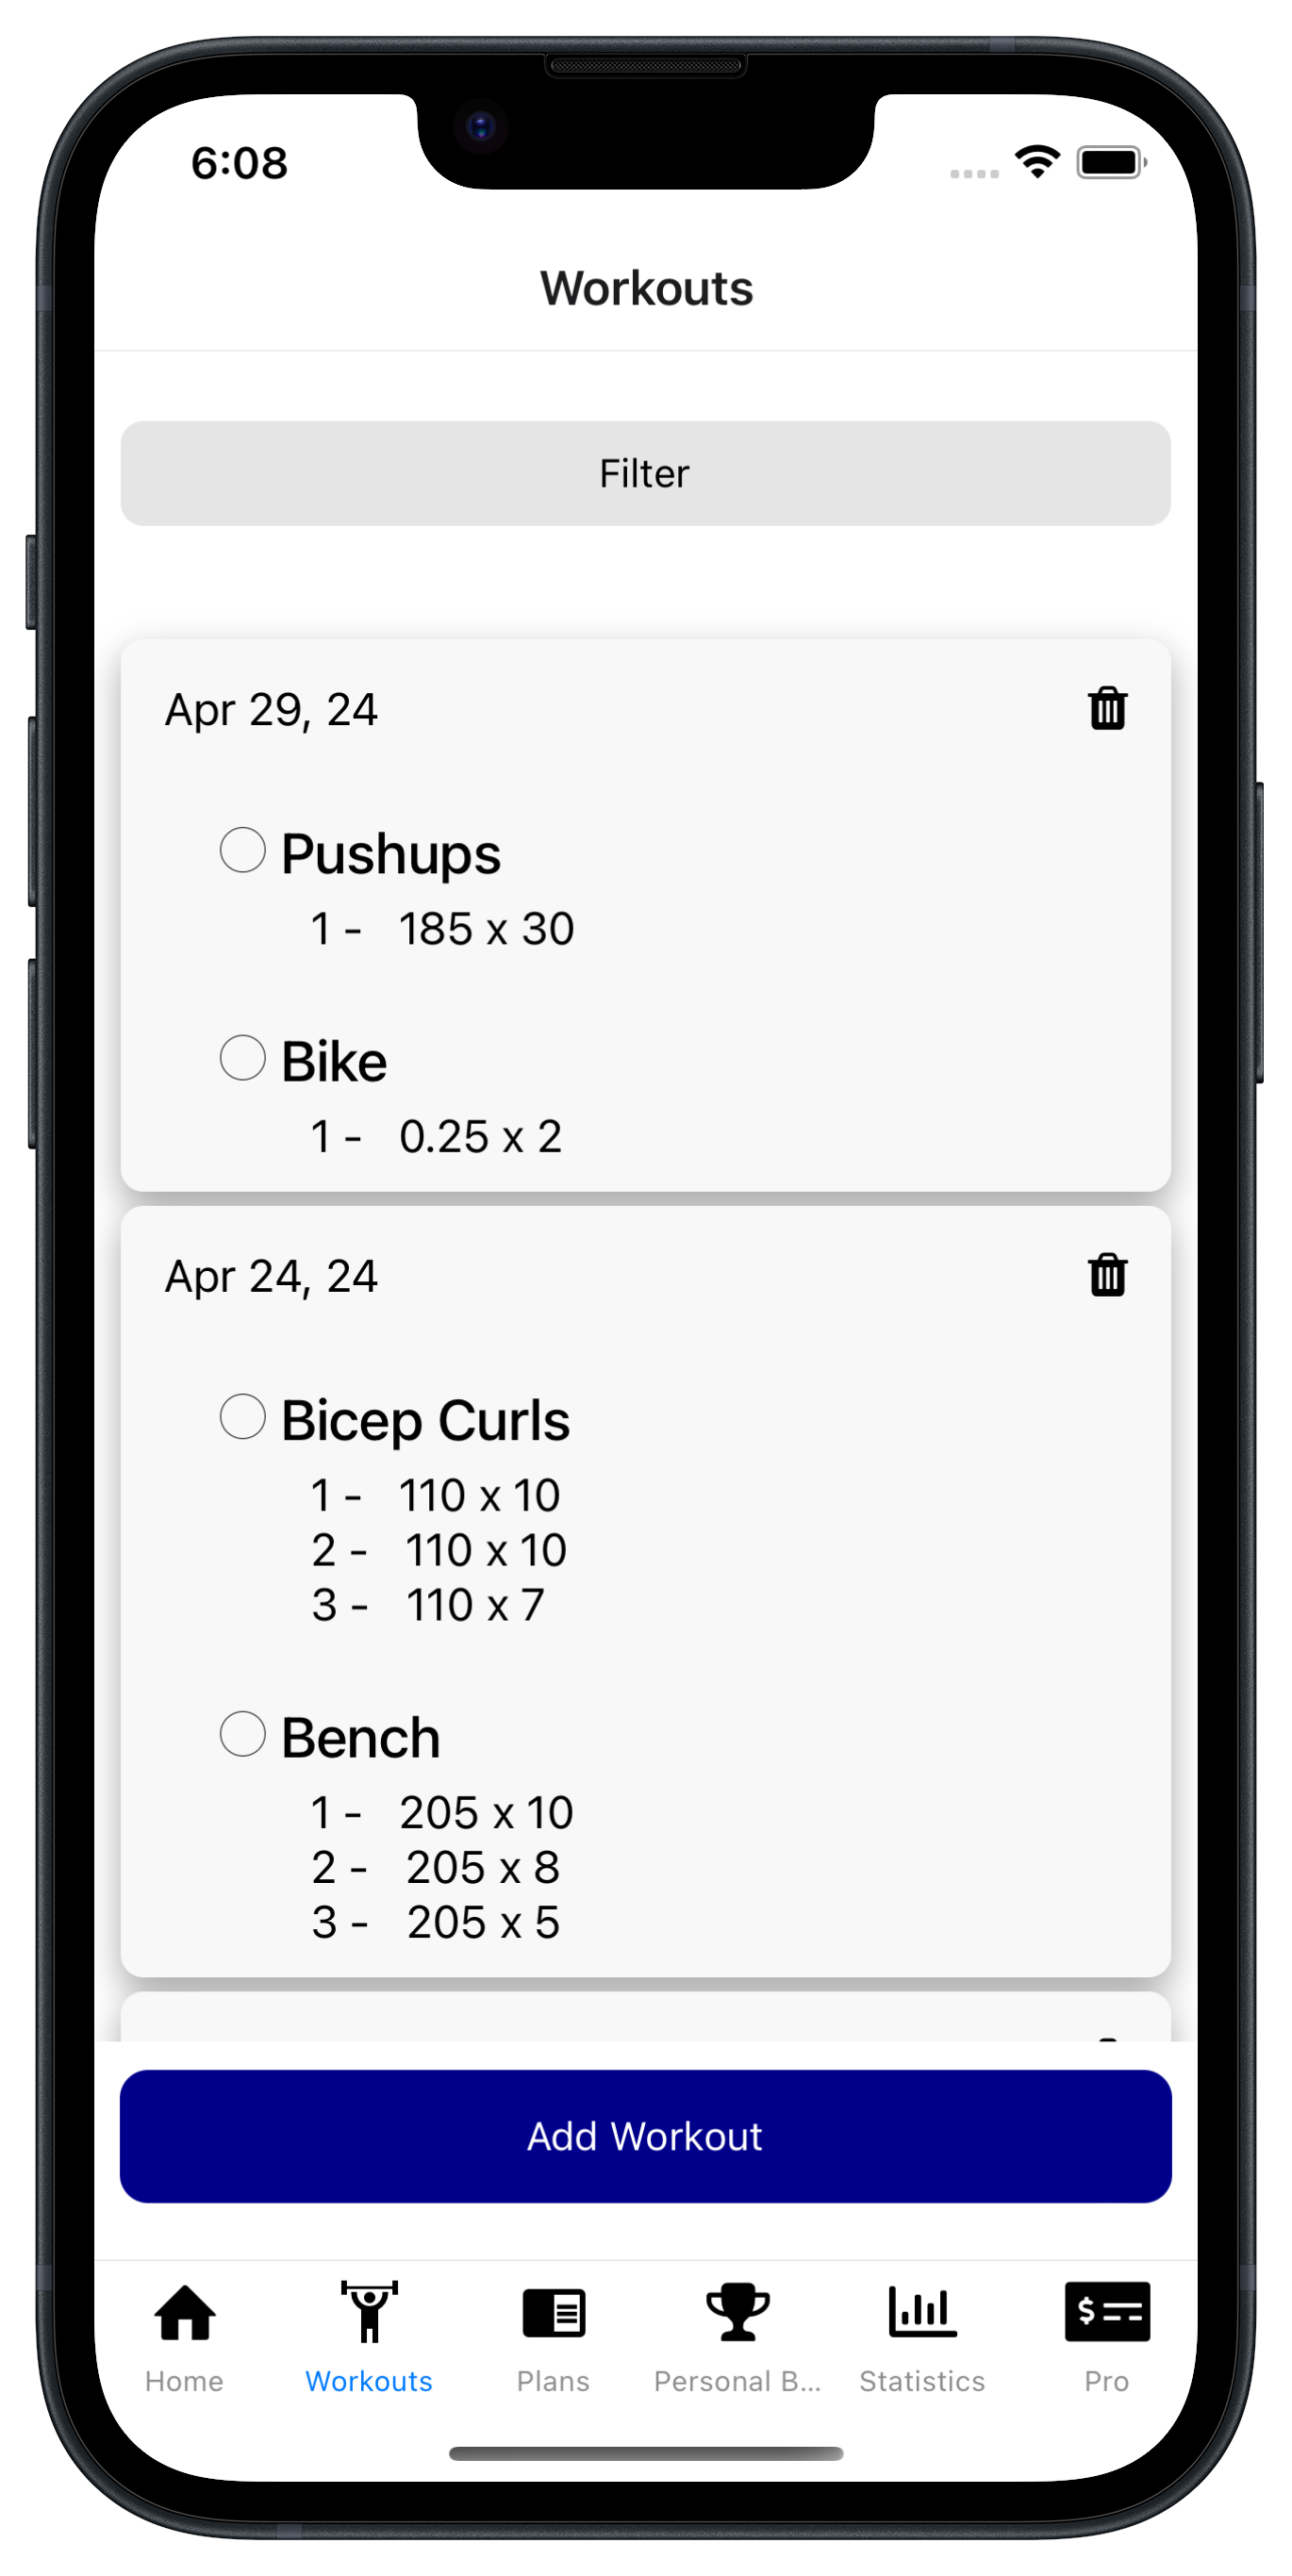 6:08
Workouts
Filter
Apr 29, 24
Pushups
1 - 185 x 30
Bike
1 - 0.25 x 2
Apr 24, 24
Bicep Curls
1 - 110 x 10
2 - 110 x 10
3 - 110 x 7
Bench
1 - 205 x 10
2 - 205 x 8
3 - 205 x 5
Add Workout
$
Home Workouts Plans Personal B... Statistics Pro